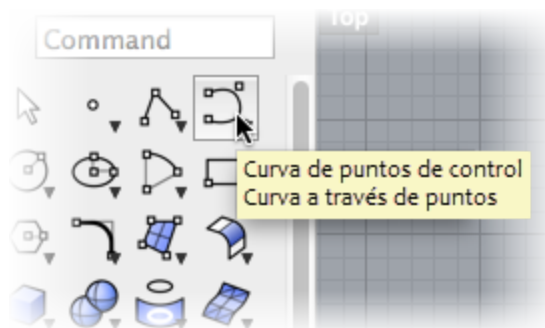 Top
Command
Curva de puntos de control
Curva a través de puntos